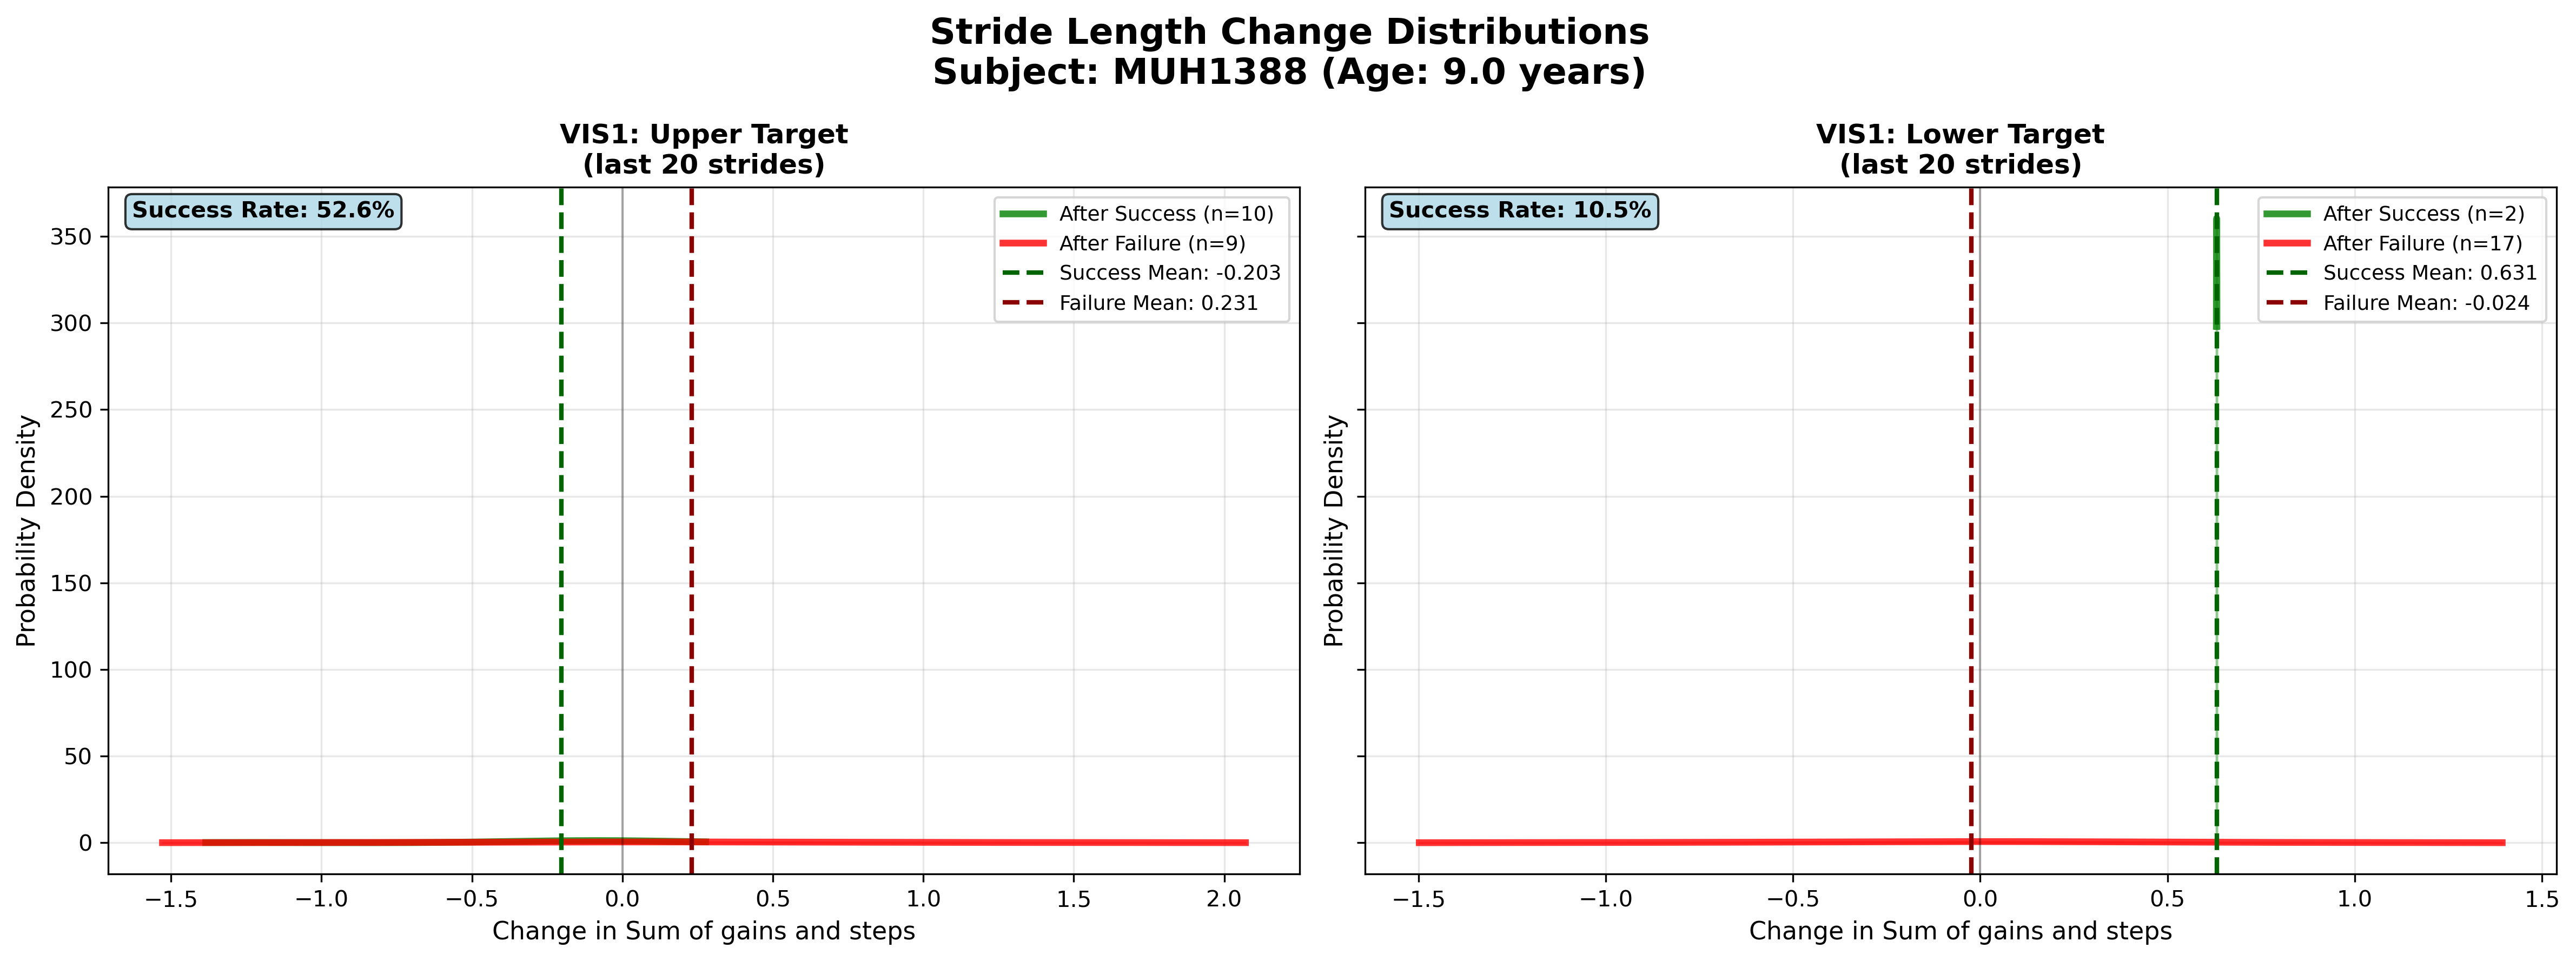 Stride Length Change Distributions
Subject: MUH1388 (Age: 9.0 years)
VIS1: Upper Target
(last 20 strides)
Success Rate: 52.6%
After Success (n=10)
After Failure (n=9)
Success Mean: -0.203
Failure Mean: 0.231
Probability Density
350
300
250
200
150
100
50
0
−1.5 −1.0 −0.5 0.0 0.5 1.0 1.5 2.0
Change in Sum of gains and steps
VIS1: Lower Target
(last 20 strides)
Success Rate: 10.5%
After Success (n=2)
After Failure (n=17)
Success Mean: 0.631
Failure Mean: -0.024
Probability Density
−1.5 −1.0 −0.5 0.0 0.5 1.0 1.5
Change in Sum of gains and steps